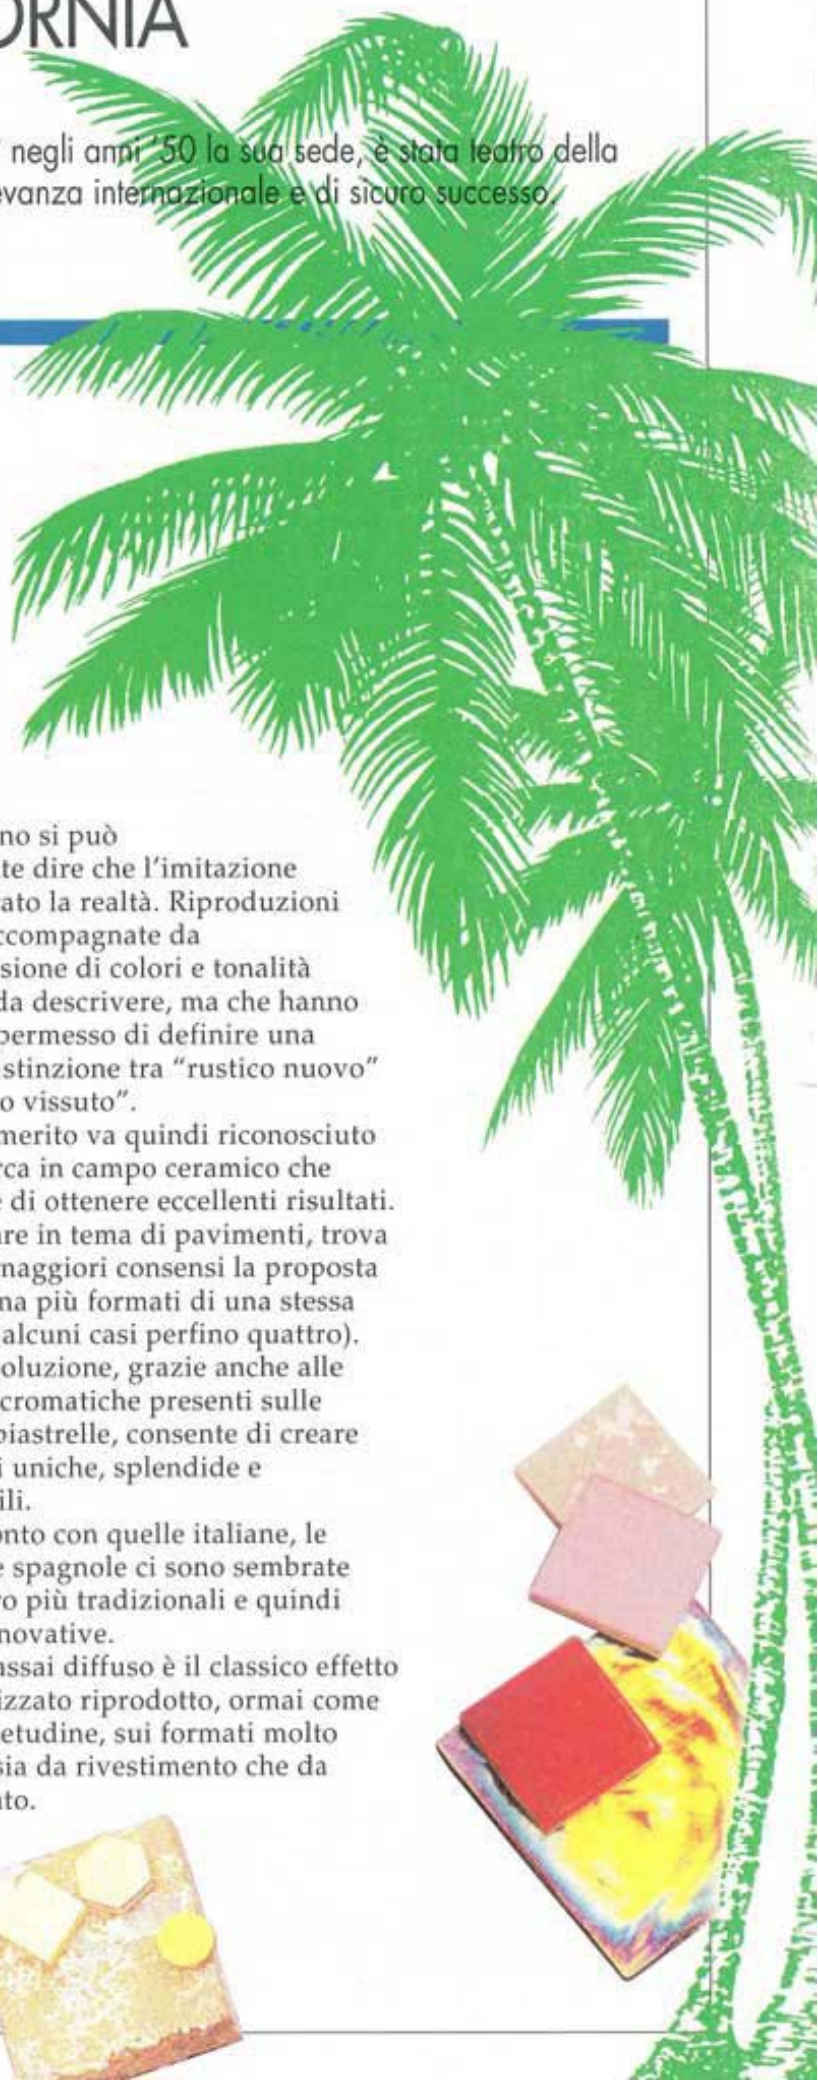 ORNIA
negli anni '50 la sua sede, è stata teatro della
evanza internazionale e di sicuro successo.
no si può
te dire che l'imitazione
ato la realtà. Riproduzioni
ccompagnate da
sione di colori e tonalità
da descrivere, ma che hanno
permesso di definire una
stinzione tra "rustico nuovo"
o vissuto".
merito va quindi riconosciuto
rca in campo ceramico che
e di ottenere eccellenti risultati.
re in tema di pavimenti, trova
maggiori consensi la proposta
na più formati di una stessa
alcuni casi perfino quattro).
oluzione, grazie anche alle
cromatiche presenti sulle
piastrelle, consente di creare
i uniche, splendide e
ili.
onto con quelle italiane, le
e spagnole ci sono sembrate
o più tradizionali e quindi
novative.
assai diffuso è il classico effetto
izzato riprodotto, ormai come
etudine, sui formati molto
sia da rivestimento che da
to.